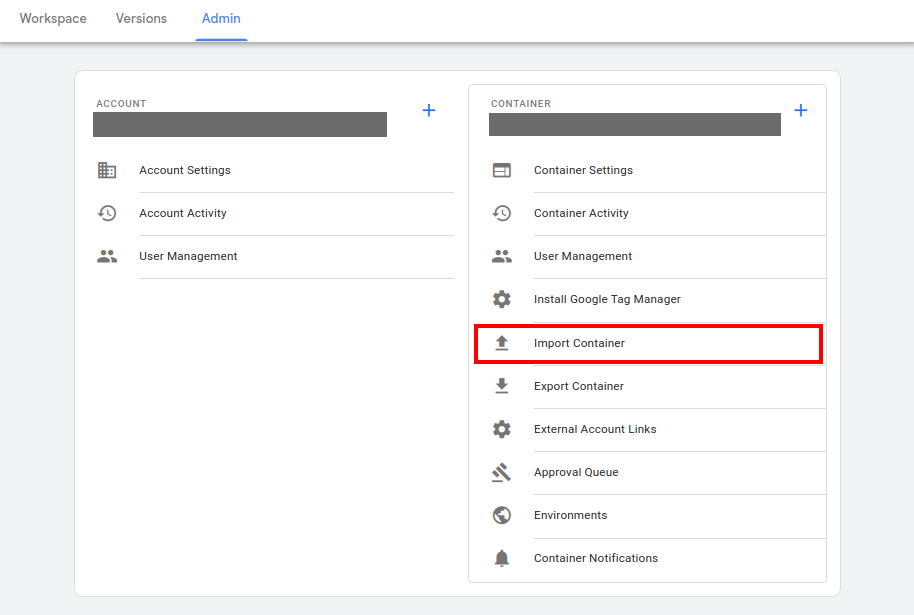 Workspace Versions Admin
ACCOUNT
Account Settings
Account Activity
User Management
CONTAINER
Container Settings
Container Activity
User Management
Install Google Tag Manager
Import Container
Export Container
External Account Links
Approval Queue
Environments
Container Notifications